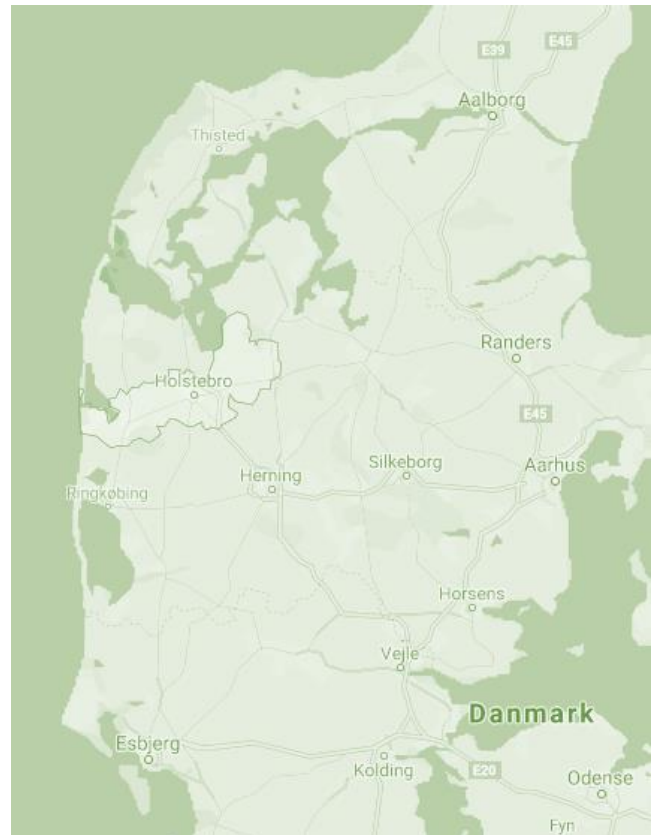 E45
E39
Aalborg
Thisted
Randers
Holstebro
E45
Silkeborg
Aarhus
Herning
Ringkøbing
Horsens
Vejle
Danmark
Esbjerg
Kolding
E20
Odense
Fyn